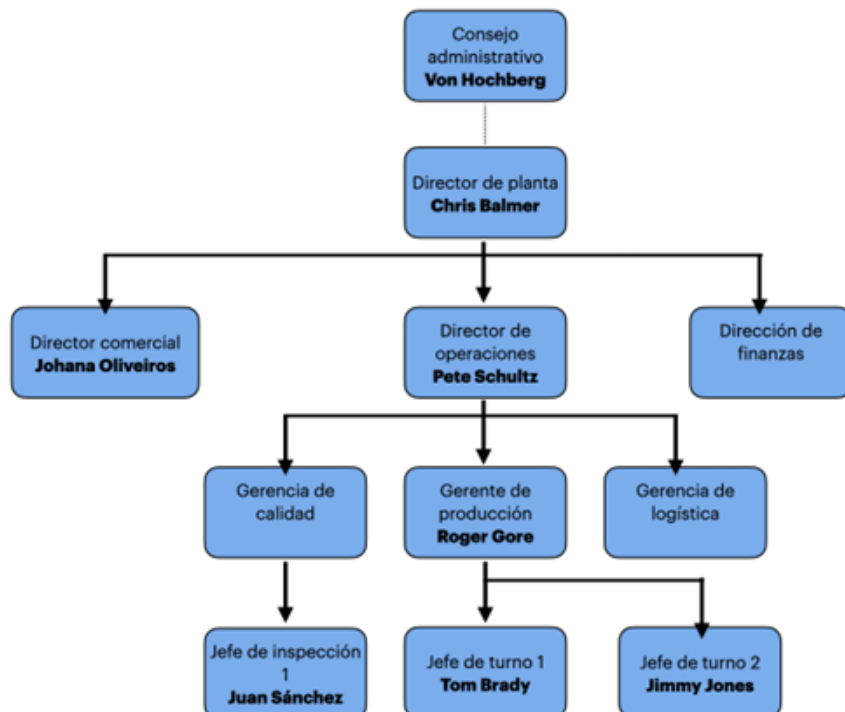 Consejo
administrativo
Von Hochberg
Director de planta
Chris Balmer
Director comercial
Johana Oliveiros
Director de
operaciones
Pete Schultz
Dirección de
finanzas
Gerencia de
calidad
Gerente de
producción
Roger Gore
Gerencia de
logística
Jefe de inspección
1
Juan Sánchez
Jefe de turno 1
Tom Brady
Jefe de turno 2
Jimmy Jones